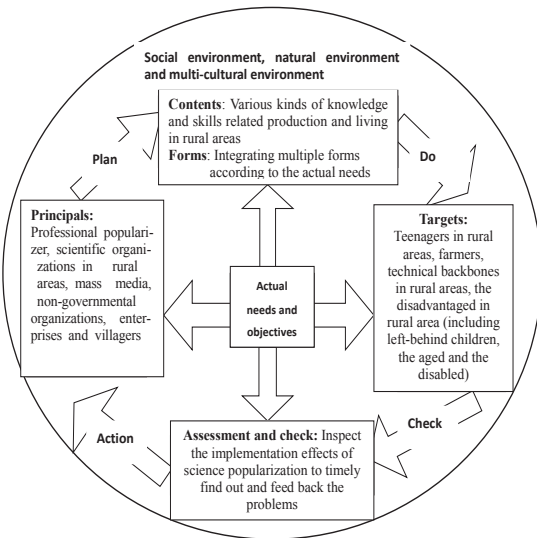 Social environment, natural environment
and multi-cultural environment
Contents: Various kinds of knowledge
and skills related production and living
in rural areas
Forms: Integrating multiple forms
according to the actual needs
Plan
Do
Principals:
Professional populari-
zer, scientific organi-
zations in rural
areas, mass media,
non-governmental
organizations, enter-
prises and villagers
Actual
needs and
objectives
Targets:
Teenagers in rural
areas, farmers,
technical backbones
in rural areas, the
disadvantaged in
rural area (including
left-behind children,
the aged and the
disabled)
Action
Check
Assessment and check: Inspect
the implementation effects of
science popularization to timely
find out and feed back the
problems